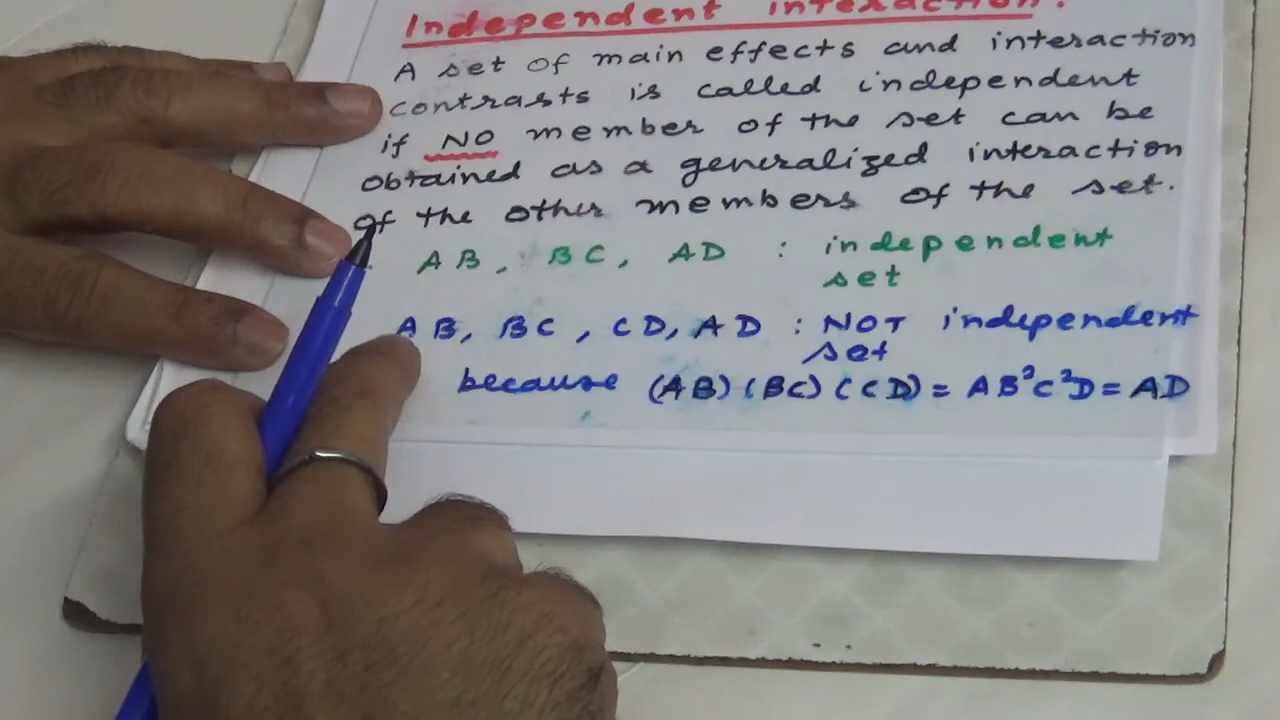 Independent interaction.
A set of main effects and interaction
contrasts is called independent
if NO member of the set can be
obtained as a generalized interaction
of the other members of the set.
AB, BC, AD : independent
set
AB, BC, CD, AD : NOT independent
set
because (AB)(BC)(CD) = AB²C²D = AD